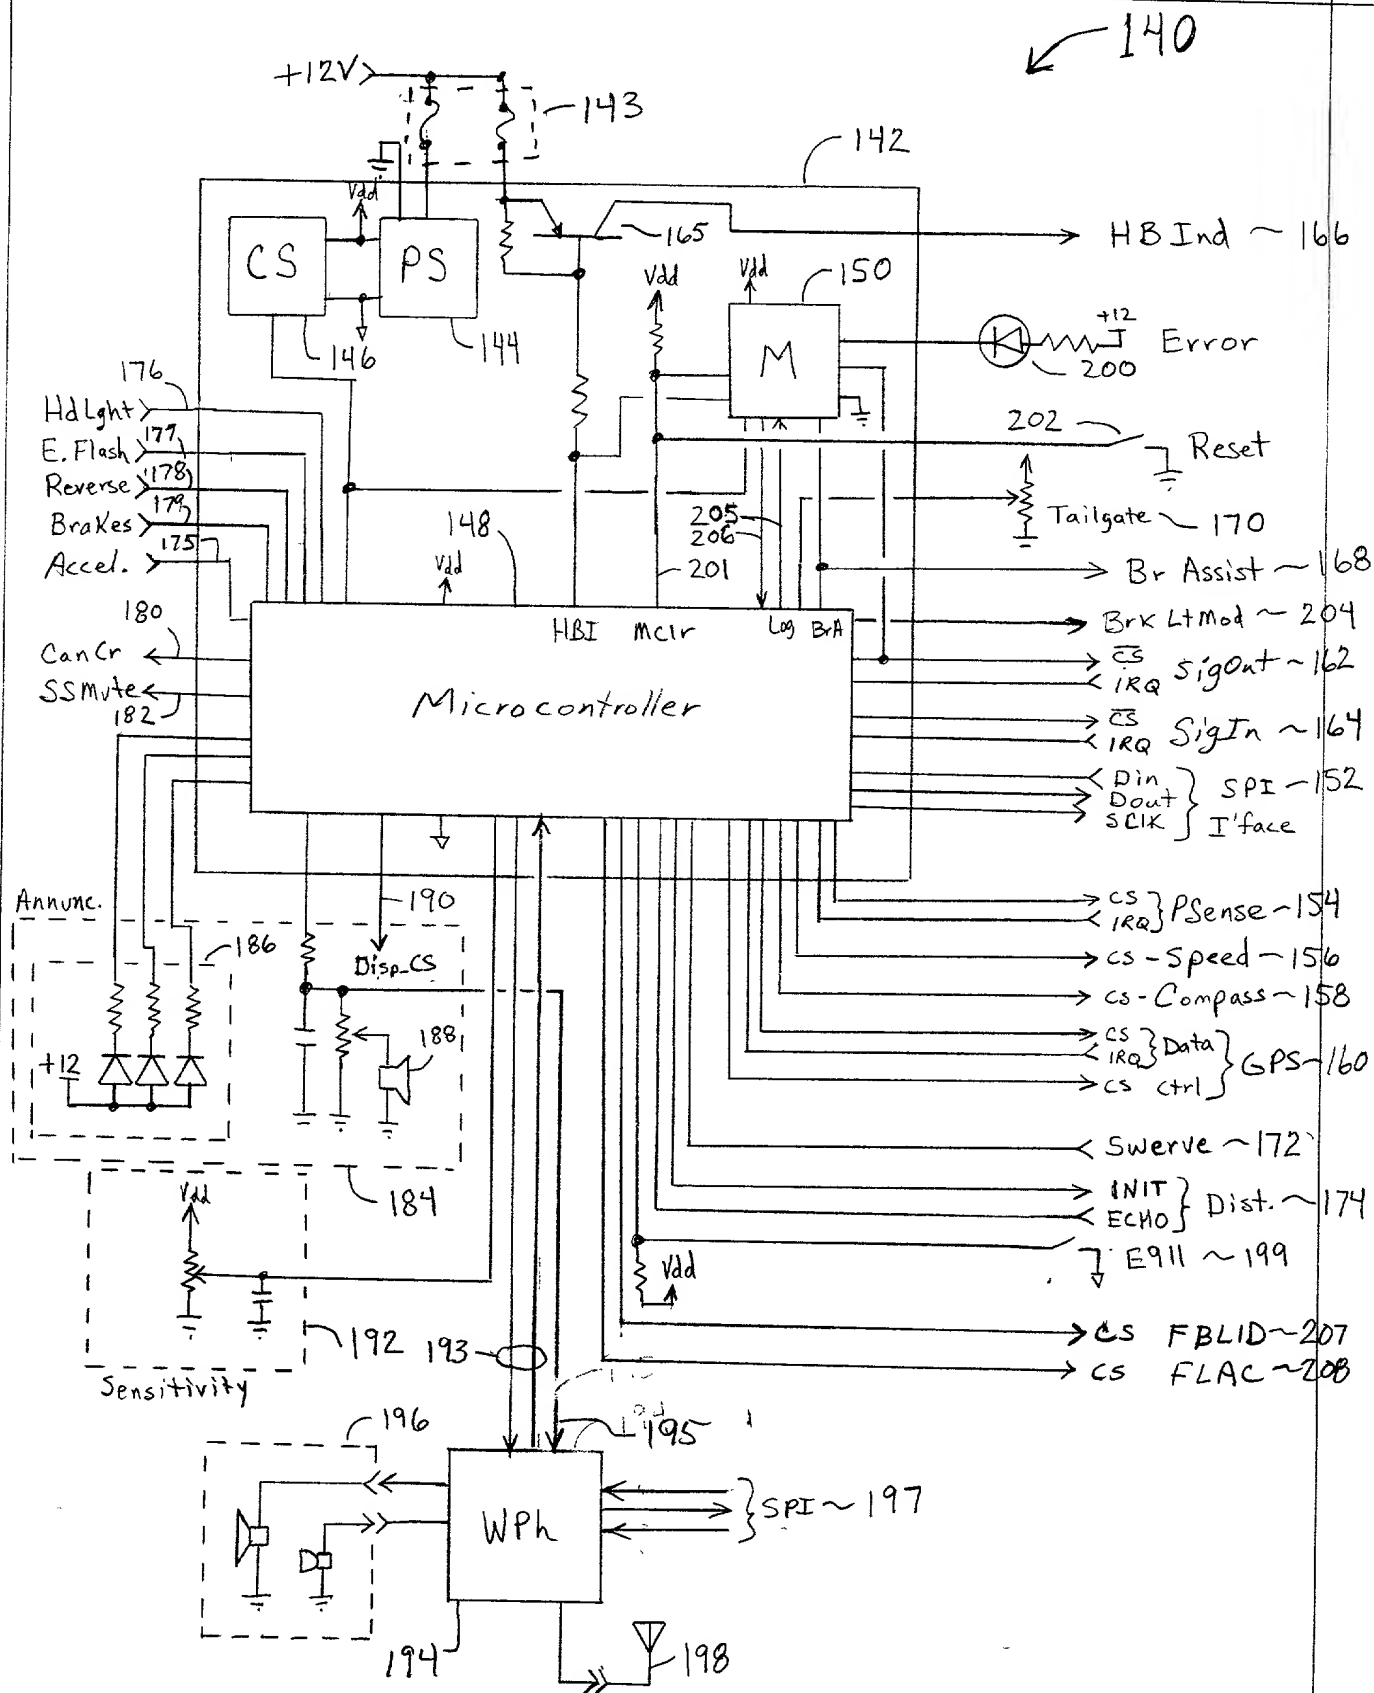 140
+12V
143
142
Vdd
CS
PS
165
HB Ind ~ 166
Vdd
Vdd
150
146
144
M
+12
Error
200
176
HdLght
177
E.Flash
202
Reset
178
Reverse
179
Brakes
148
205
206
Tailgate ~ 170
175
Accel.
Vdd
201
Br Assist ~ 168
180
HBI
Mclr
Log
BrA
Brk LtMod ~ 204
CanCr
CS
IRQ
SigOut ~ 162
SSMute
182
Microcontroller
CS
IRQ
SigIn ~ 164
Din
Dout
SClk
SPI ~ 152
I'face
Annunc.
190
CS
IRQ
PSense ~ 154
186
Disp_CS
CS - Speed ~ 156
CS - Compass ~ 158
188
+12
CS
IRQ
Data
CS Ctrl
GPS ~ 160
Swerve ~ 172
184
Vdd
INIT
ECHO
Dist. ~ 174
Vdd
E911 ~ 199
192
193
CS FBLID ~ 207
Sensitivity
CS FLAC ~ 208
196
195
WPh
SPI ~ 197
194
198